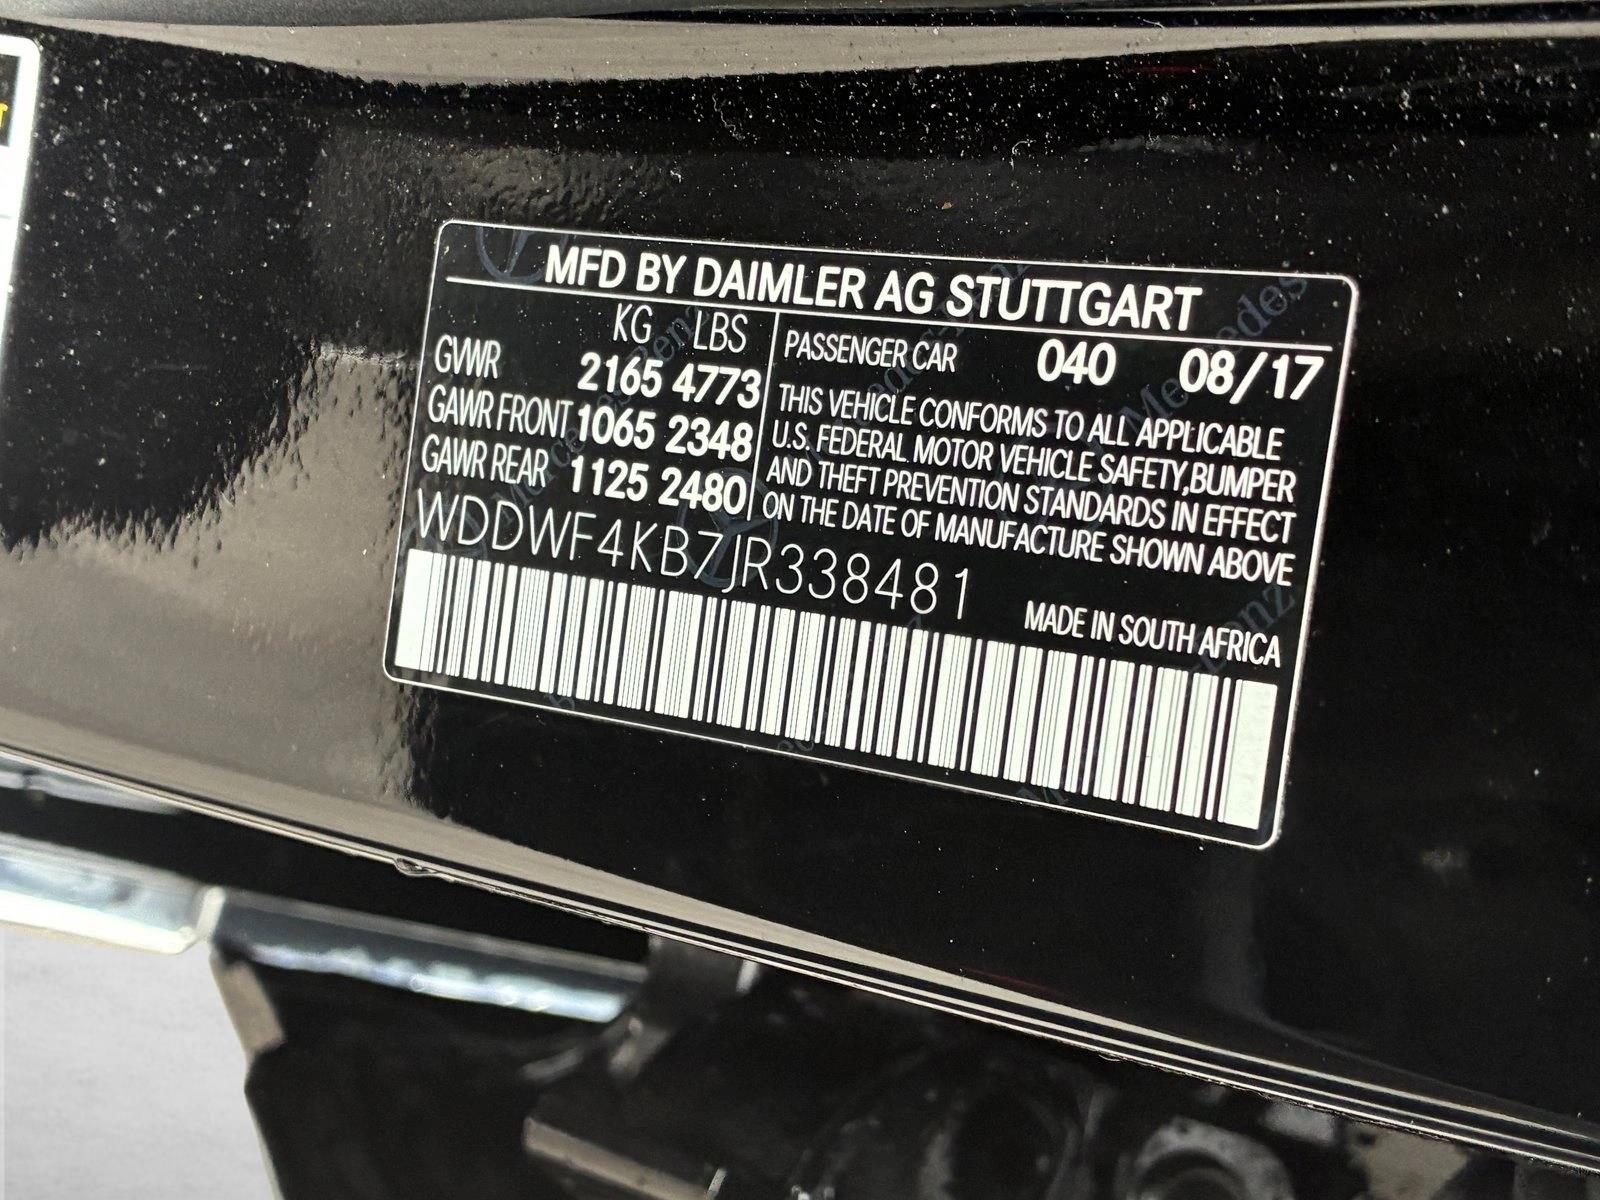 MFD BY DAIMLER AG STUTTGART
KG LBS
GVWR 2165 4773
GAWR FRONT 1065 2348
GAWR REAR 1125 2480
PASSENGER CAR 040 08/17
THIS VEHICLE CONFORMS TO ALL APPLICABLE
U.S. FEDERAL MOTOR VEHICLE SAFETY,BUMPER
AND THEFT PREVENTION STANDARDS IN EFFECT
ON THE DATE OF MANUFACTURE SHOWN ABOVE
WDDWF4KB7JR338481
MADE IN SOUTH AFRICA